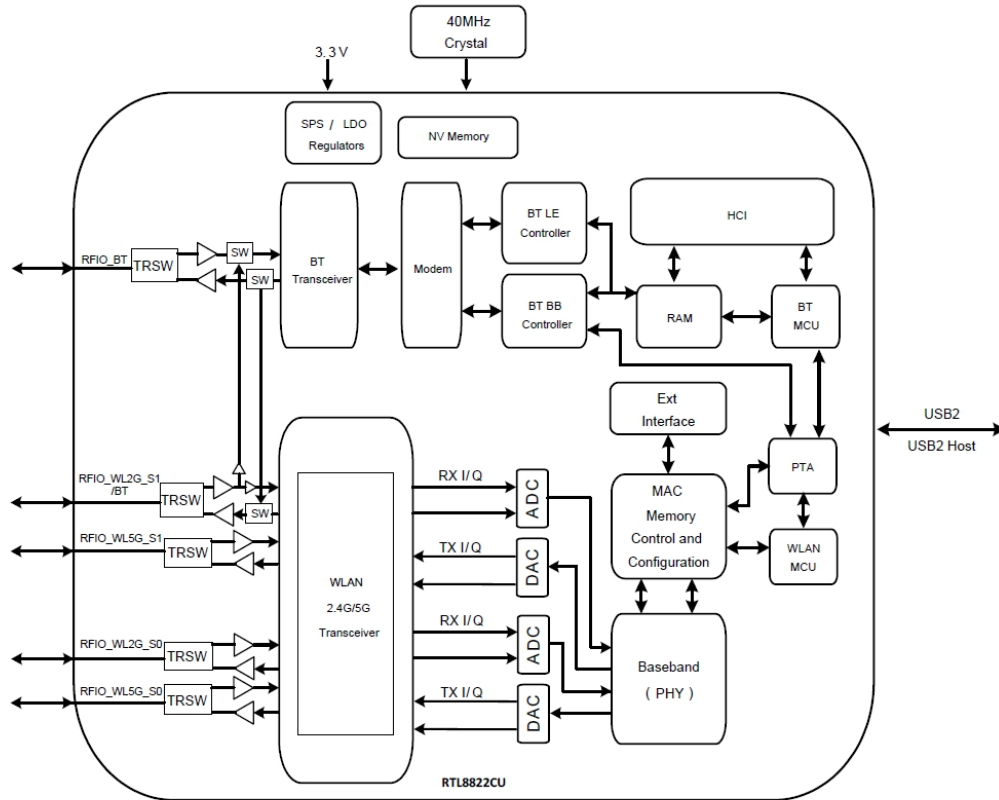 40MHz
Crystal
3.3V
SPS / LDO
Regulators
NV Memory
HCI
BT LE
Controller
RFIO_BT
TRSW
SW
SW
BT
Transceiver
Modem
BT BB
Controller
RAM
BT
MCU
Ext
Interface
USB2
USB2 Host
PTA
RFIO_WL2G_S1
/BT
TRSW
SW
RX I/Q
ADC
MAC
Memory
Control and
Configuration
RFIO_WL5G_S1
TRSW
TX I/Q
DAC
WLAN
MCU
WLAN
2.4G/5G
Transceiver
RFIO_WL2G_S0
TRSW
RX I/Q
ADC
Baseband
( PHY )
RFIO_WL5G_S0
TRSW
TX I/Q
DAC
RTL8822CU